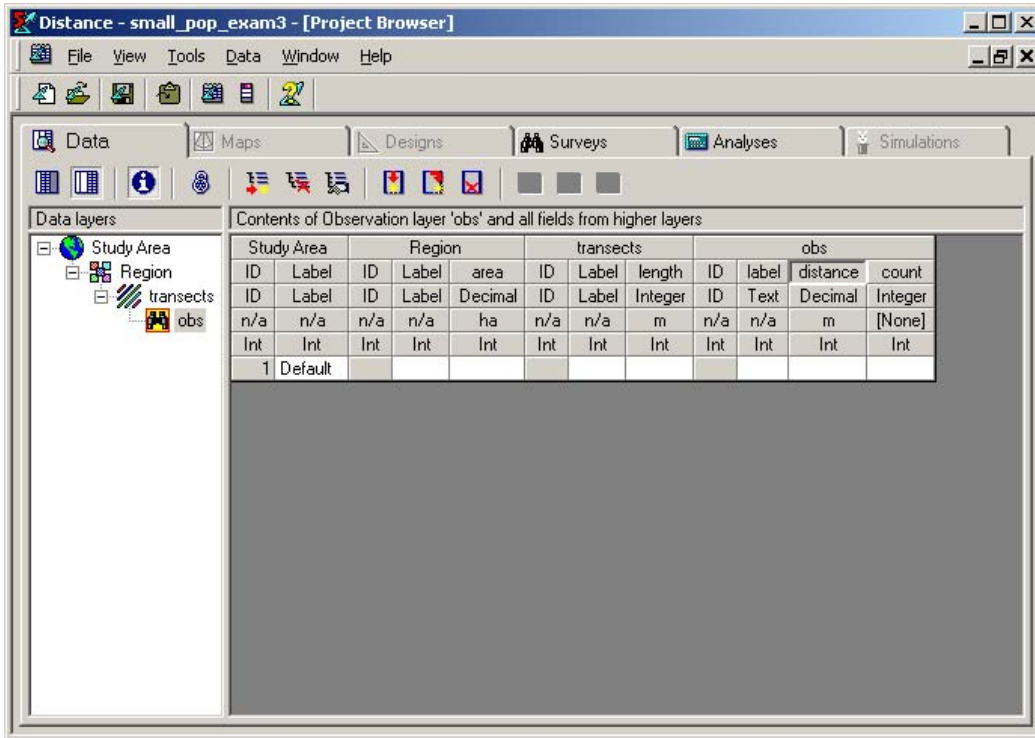 Distance - small_pop_exam3 - [Project Browser]
File View Tools Data Window Help
Data Maps Designs Surveys Analyses Simulations
Data layers
Contents of Observation layer 'obs' and all fields from higher layers
Study Area
Region
transects
obs
Study Area Region transects obs
ID Label ID Label area ID Label length ID label distance count
ID Label ID Label Decimal ID Label Integer ID Text Decimal Integer
n/a n/a n/a n/a ha n/a n/a m n/a n/a m [None]
Int Int Int Int Int Int Int Int Int Int Int Int
1 Default